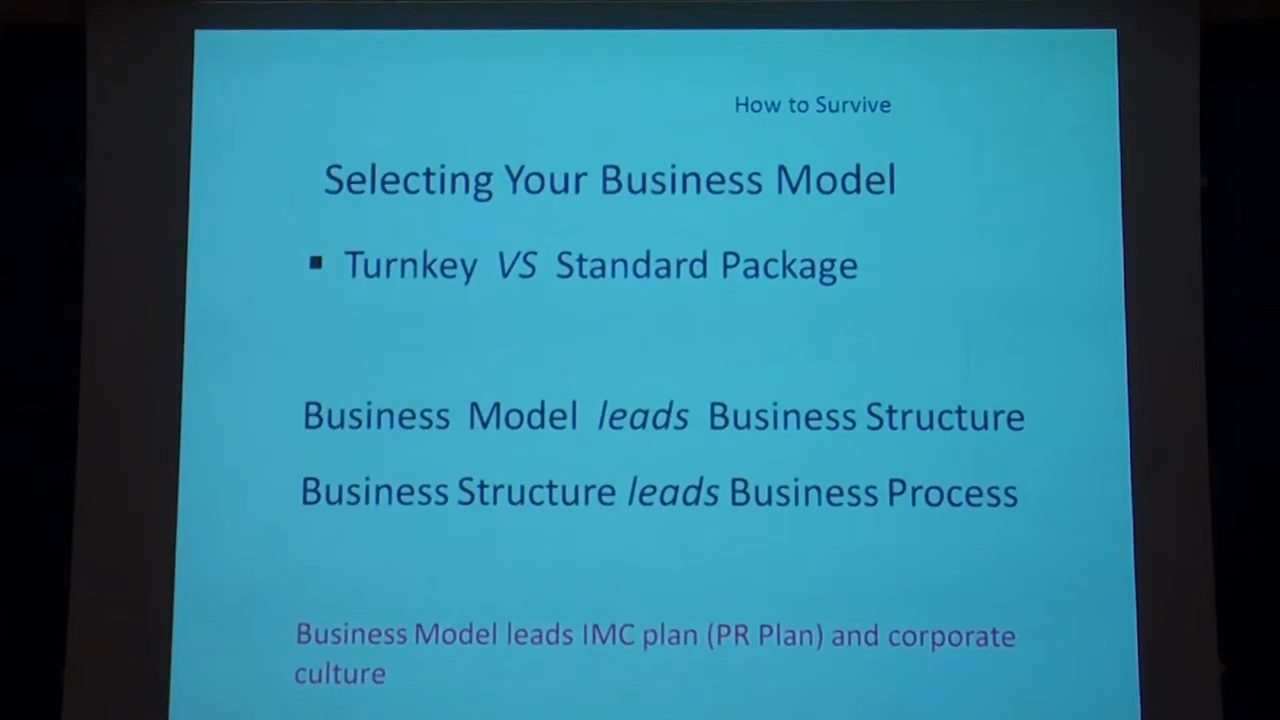 How to Survive
Selecting Your Business Model
▪ Turnkey VS Standard Package
Business Model leads Business Structure
Business Structure leads Business Process
Business Model leads IMC plan (PR Plan) and corporate
culture